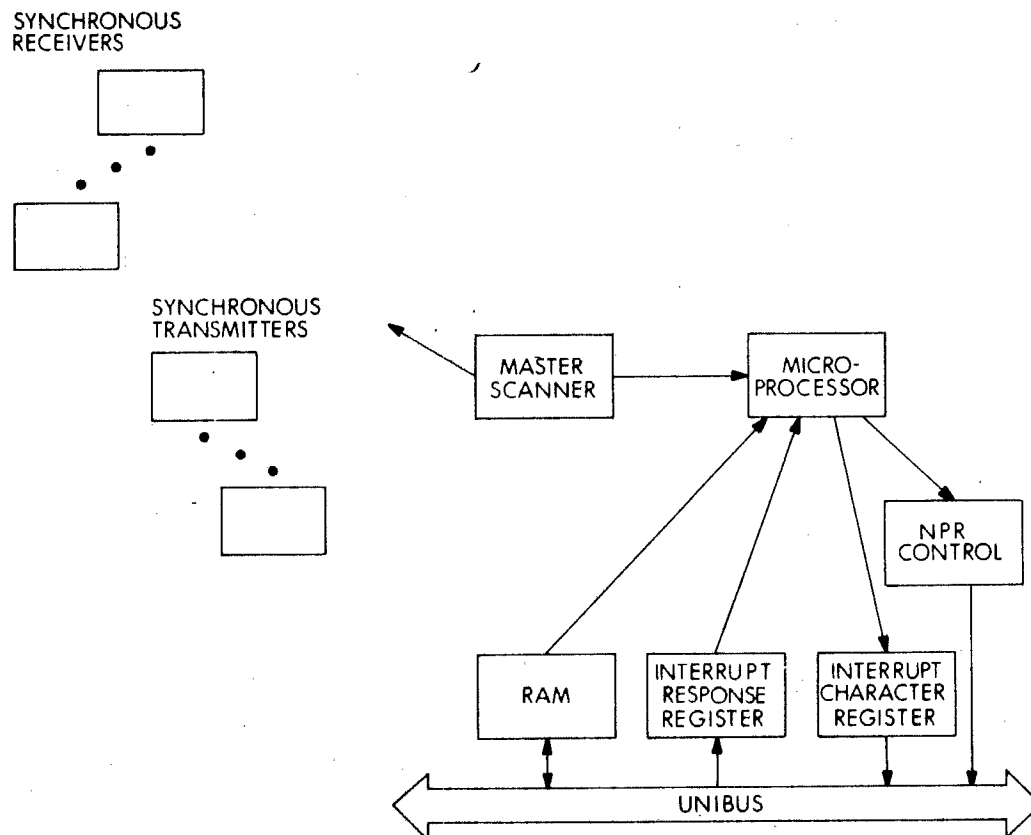 SYNCHRONOUS
RECEIVERS
SYNCHRONOUS
TRANSMITTERS
MASTER
SCANNER
MICRO-
PROCESSOR
NPR
CONTROL
RAM
INTERRUPT
RESPONSE
REGISTER
INTERRUPT
CHARACTER
REGISTER
UNIBUS